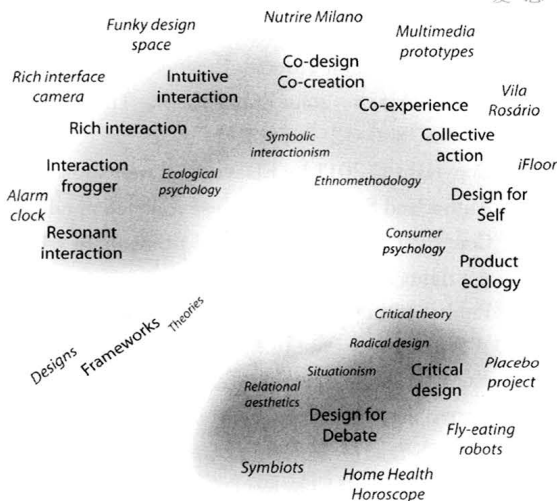 Nutrire Milano
Funky design
space
Multimedia
prototypes
Co-design
Co-creation
Rich interface
camera
Intuitive
interaction
Co-experience
Vila
Rosário
Rich interaction
Symbolic
interactionism
Collective
action
iFloor
Interaction
frogger
Ecological
psychology
Ethnomethodology
Alarm
clock
Design for
Self
Resonant
interaction
Consumer
psychology
Product
ecology
Designs
Frameworks
Theories
Critical theory
Radical design
Situationism
Critical
design
Placebo
project
Relational
aesthetics
Design for
Debate
Fly-eating
robots
Symbiots
Home Health
Horoscope